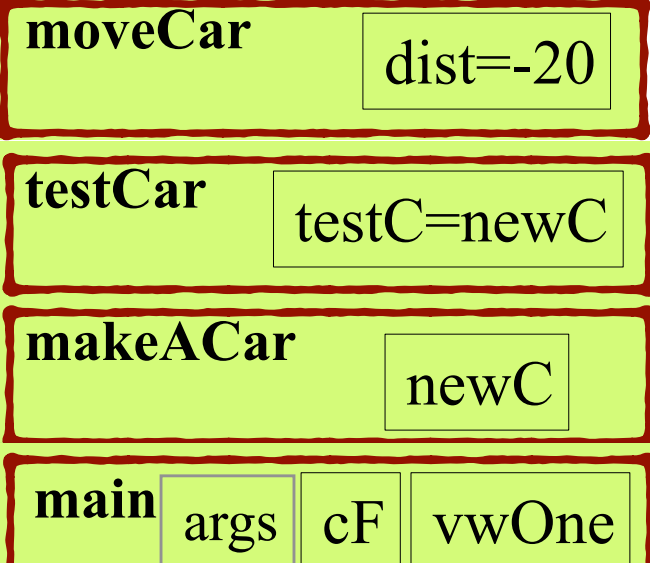 moveCar
dist=-20
testCar
testC=newC
makeACar
newC
main args cF vwOne